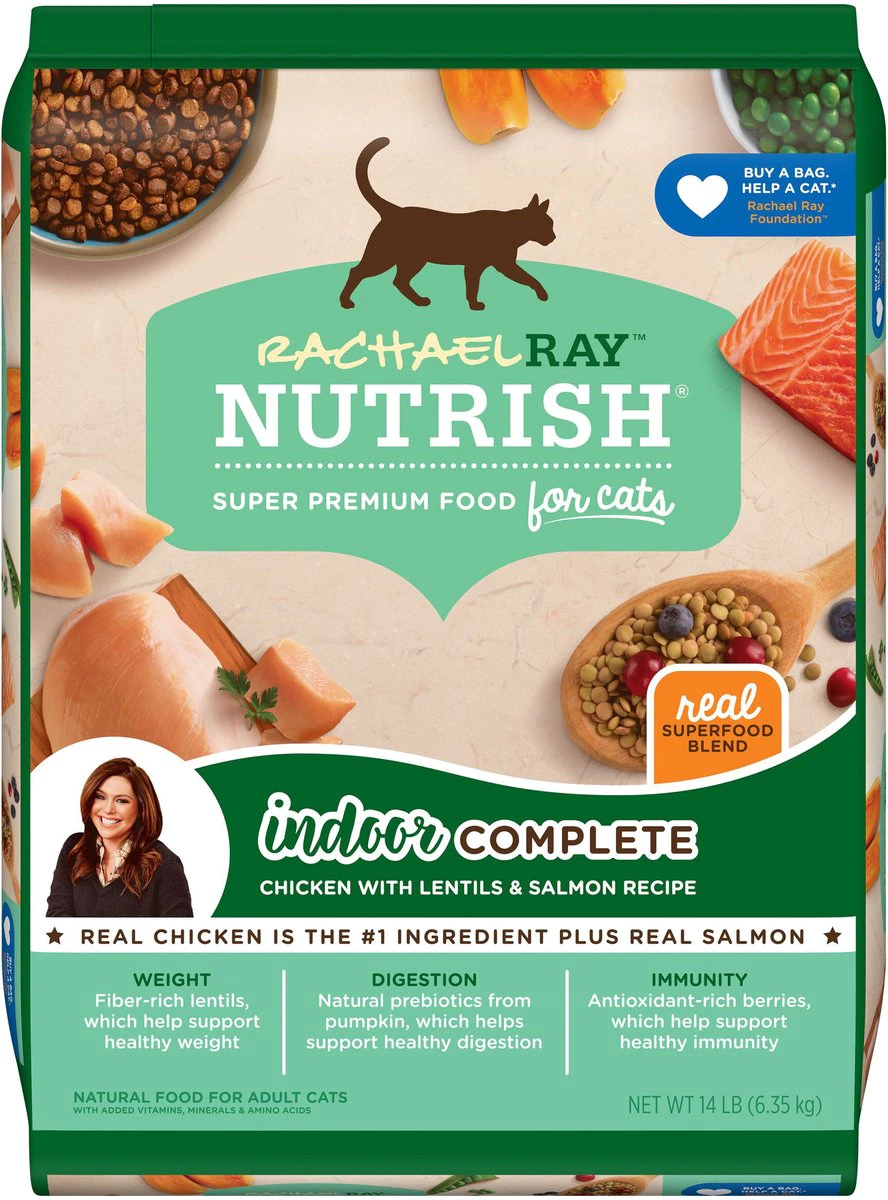 BUY A BAG.
HELP A CAT.*
Rachael Ray
Foundation™
RACHAEL RAY™
NUTRISH®
SUPER PREMIUM FOOD for cats
real
SUPERFOOD
BLEND
indoor COMPLETE
CHICKEN WITH LENTILS & SALMON RECIPE
★ REAL CHICKEN IS THE #1 INGREDIENT PLUS REAL SALMON ★
WEIGHT
Fiber-rich lentils,
which help support
healthy weight
DIGESTION
Natural prebiotics from
pumpkin, which helps
support healthy digestion
IMMUNITY
Antioxidant-rich berries,
which help support
healthy immunity
NATURAL FOOD FOR ADULT CATS
WITH ADDED VITAMINS, MINERALS & AMINO ACIDS
NET WT 14 LB (6.35 kg)